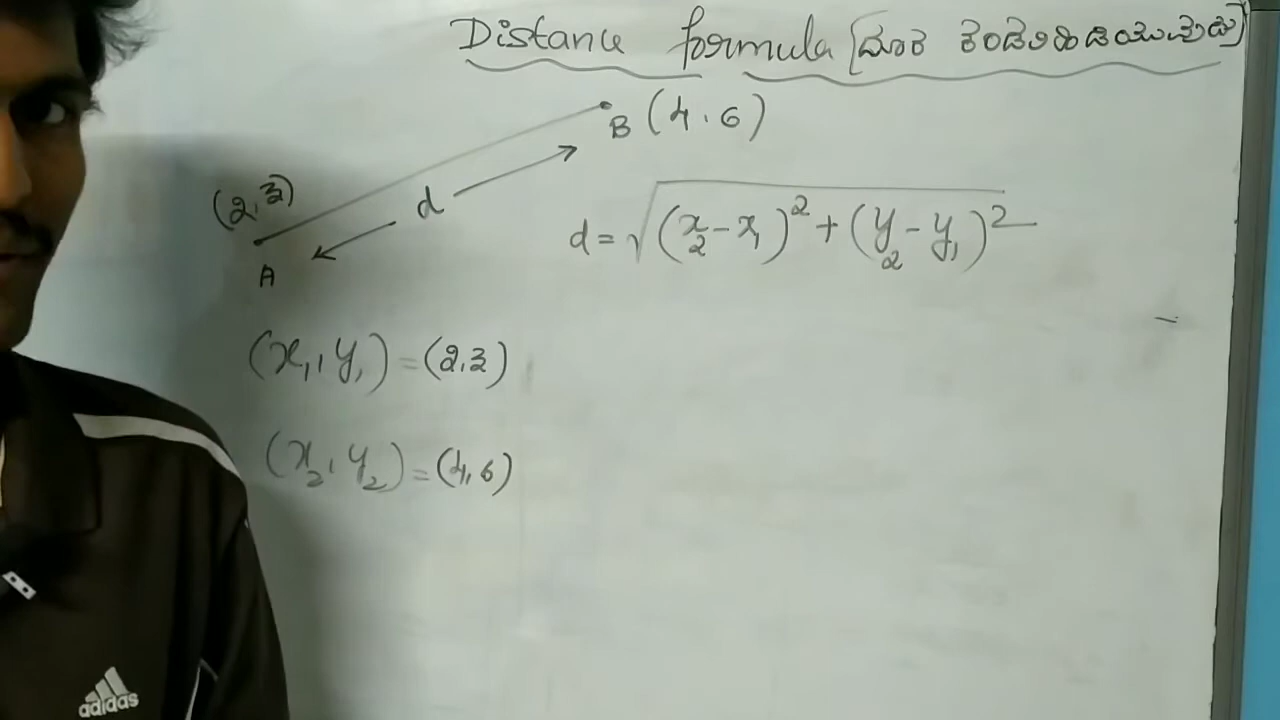 Distance formula [ದೂರ ಕಂಡುಹಿಡಿಯುವುದು]
B (4, 6)
(2, 3)
d
A
d = √(x₂ - x₁)² + (y₂ - y₁)²
(x₁, y₁) = (2, 3)
(x₂, y₂) = (4, 6)
adidas